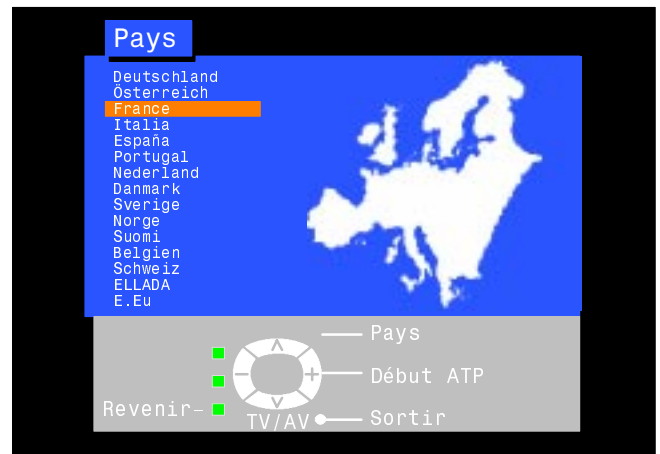 Pays
Deutschland
Österreich
France
Italia
España
Portugal
Nederland
Danmark
Sverige
Norge
Suomi
Belgien
Schweiz
ELLADA
E.Eu
Pays
Début ATP
Revenir-
TV/AV
Sortir